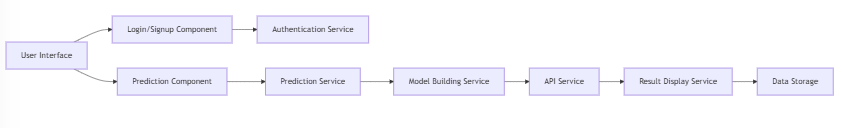 Login/Signup Component
Authentication Service
User Interface
Prediction Component
Prediction Service
Model Building Service
API Service
Result Display Service
Data Storage